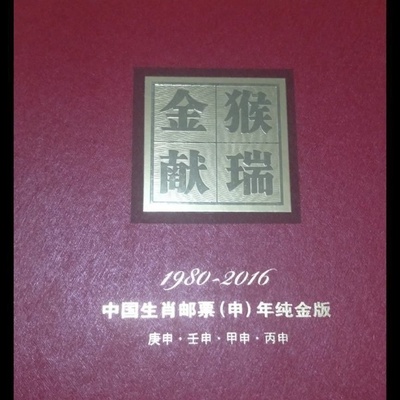 金猴
献瑞
1980-2016
中国生肖邮票(申)年纯金版
庚申·壬申·甲申·丙申